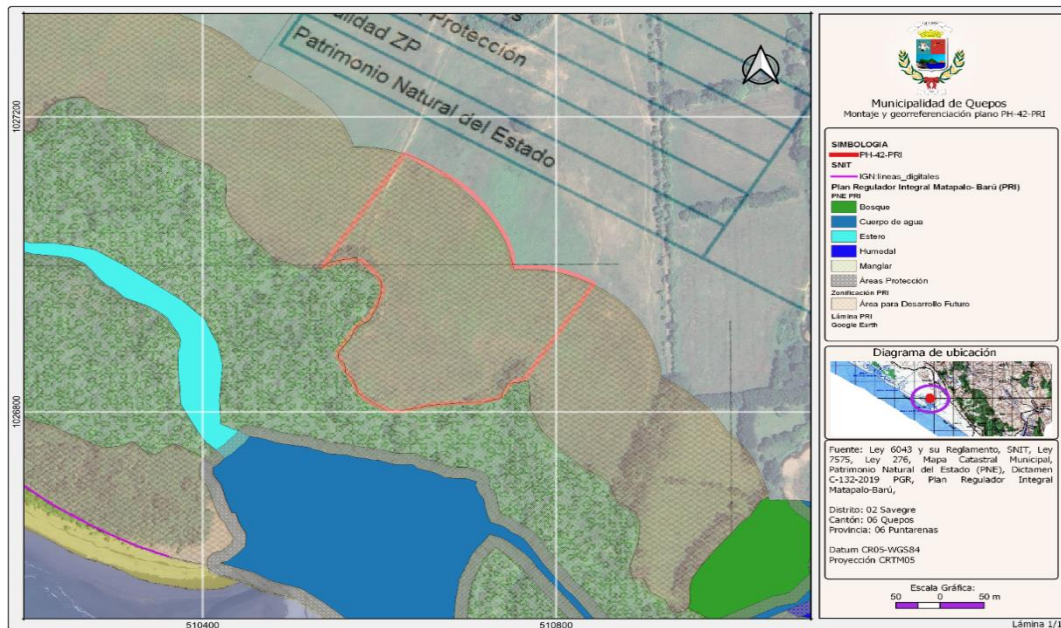 Protección
alidad ZP
Patrimonio Natural del Estado
1027200
1026800
510400
510800
Municipalidad de Quepos
Montaje y georreferenciación plano PH-42-PRI
SIMBOLOGIA
PH-42-PRI
SNIT
IGN:lineas_digitales
Plan Regulador Integral Matapalo- Barú (PRI)
PNE PRI
Bosque
Cuerpo de agua
Estero
Humedal
Manglar
Áreas Protección
Zonificación PRI
Área para Desarrollo Futuro
Lámina PRI
Google Earth
Diagrama de ubicación
Fuente: Ley 6043 y su Reglamento, SNIT, Ley
7575, Ley 276, Mapa Catastral Municipal,
Patrimonio Natural del Estado (PNE), Dictamen
C-132-2019 PGR, Plan Regulador Integral
Matapalo-Barú,
Distrito: 02 Savegre
Cantón: 06 Quepos
Provincia: 06 Puntarenas
Datum CR05-WGS84
Proyección CRTM05
Escala Gráfica:
50 0 50 m
Lámina 1/1